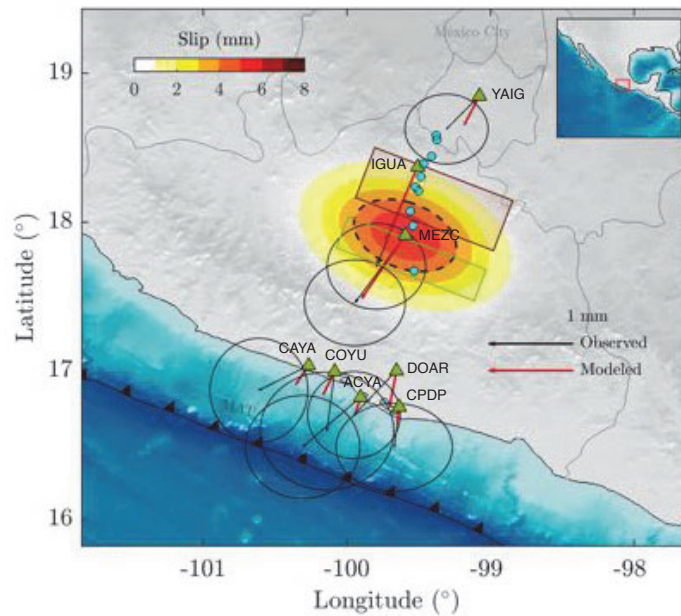 México City
Slip (mm)
0 2 4 6 8
19
YAIG
IGUA
18
MEZC
Latitude (°)
1 mm
Observed
Modeled
17
CAYA
COYU
DOAR
ACYA
CPDP
16
-101 -100 -99 -98
Longitude (°)